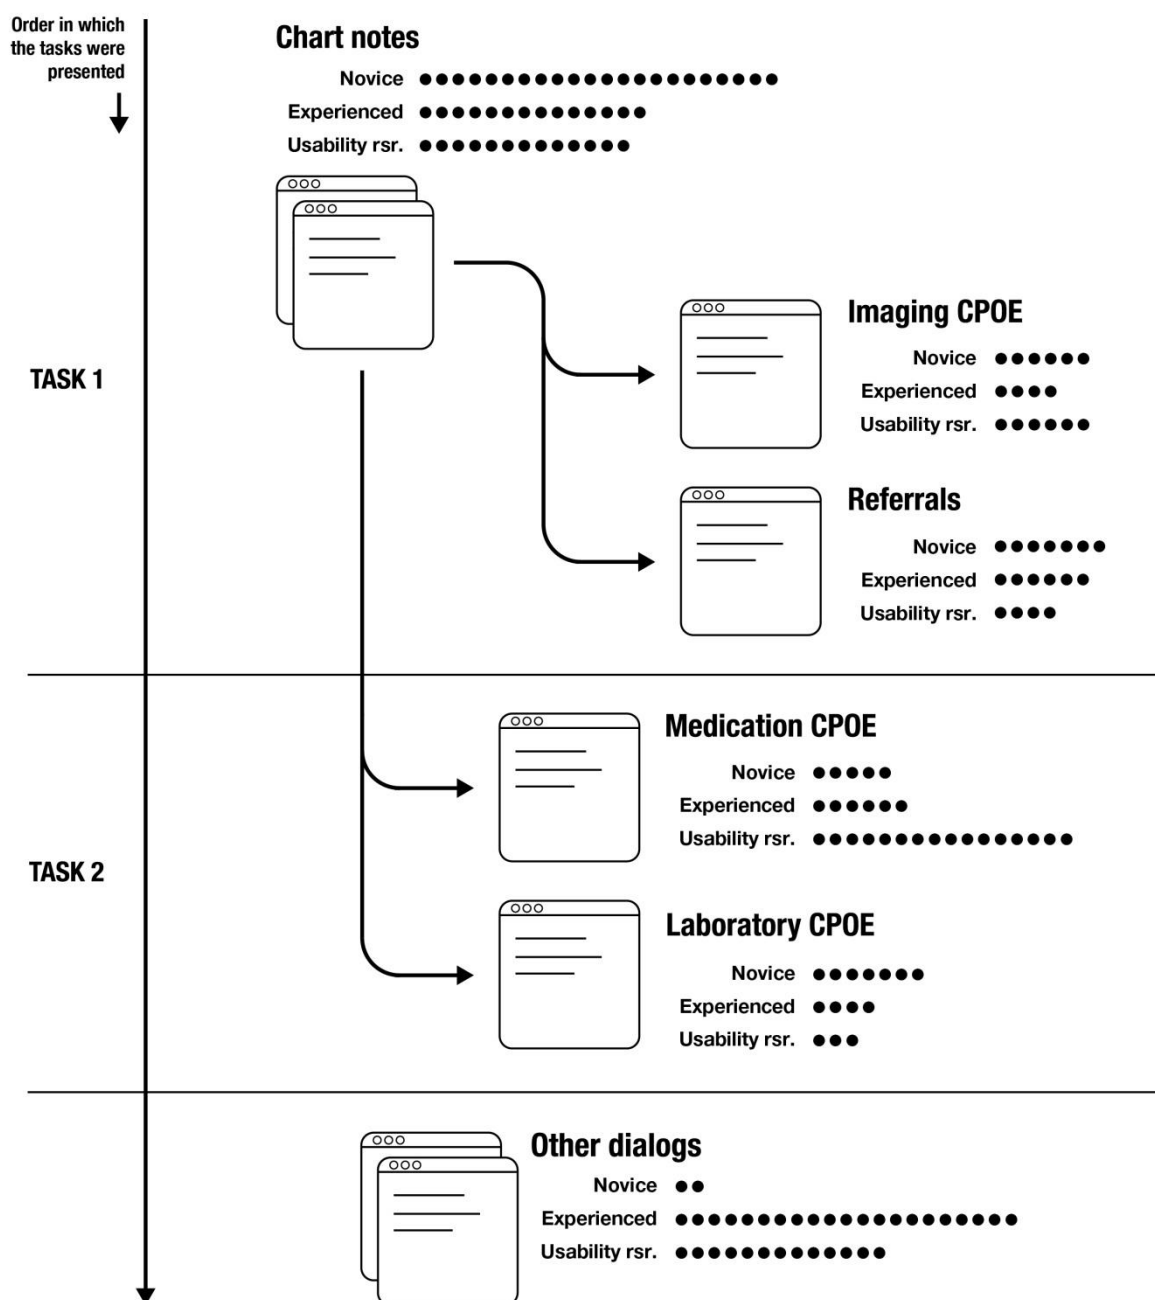 Order in which
the tasks were
presented
Chart notes
Novice
Experienced
Usability rsr.
Imaging CPOE
Novice
Experienced
Usability rsr.
TASK 1
Referrals
Novice
Experienced
Usability rsr.
Medication CPOE
Novice
Experienced
Usability rsr.
TASK 2
Laboratory CPOE
Novice
Experienced
Usability rsr.
Other dialogs
Novice
Experienced
Usability rsr.